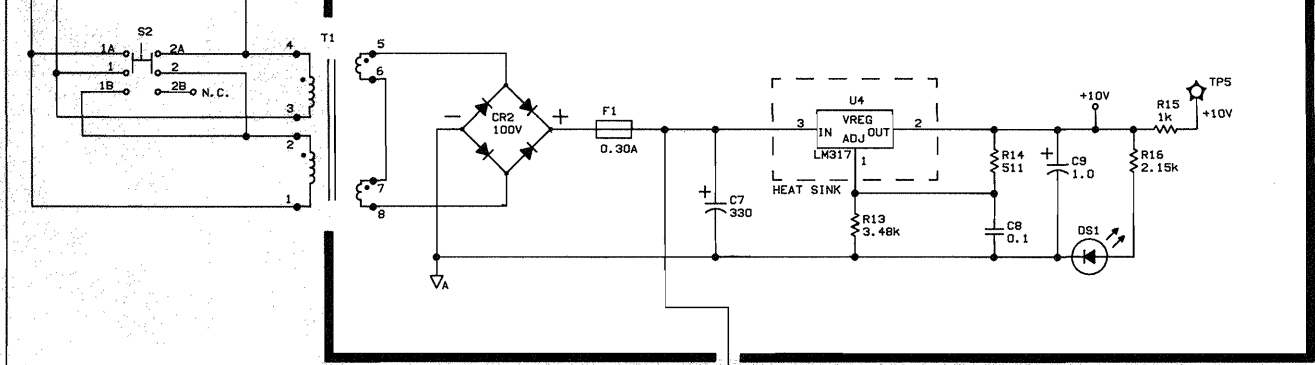 S2
1A
2A
1
2
1B
2B
N.C.
T1
4
3
2
1
5
6
7
8
CR2
100V
−
+
F1
0.30A
+
C7
330
U4
3
IN
VREG
ADJ
OUT
2
LM317
1
HEAT SINK
R13
3.48k
R14
511
C8
0.1
+
C9
1.0
+10V
R15
1k
TP5
+10V
R16
2.15k
DS1
A